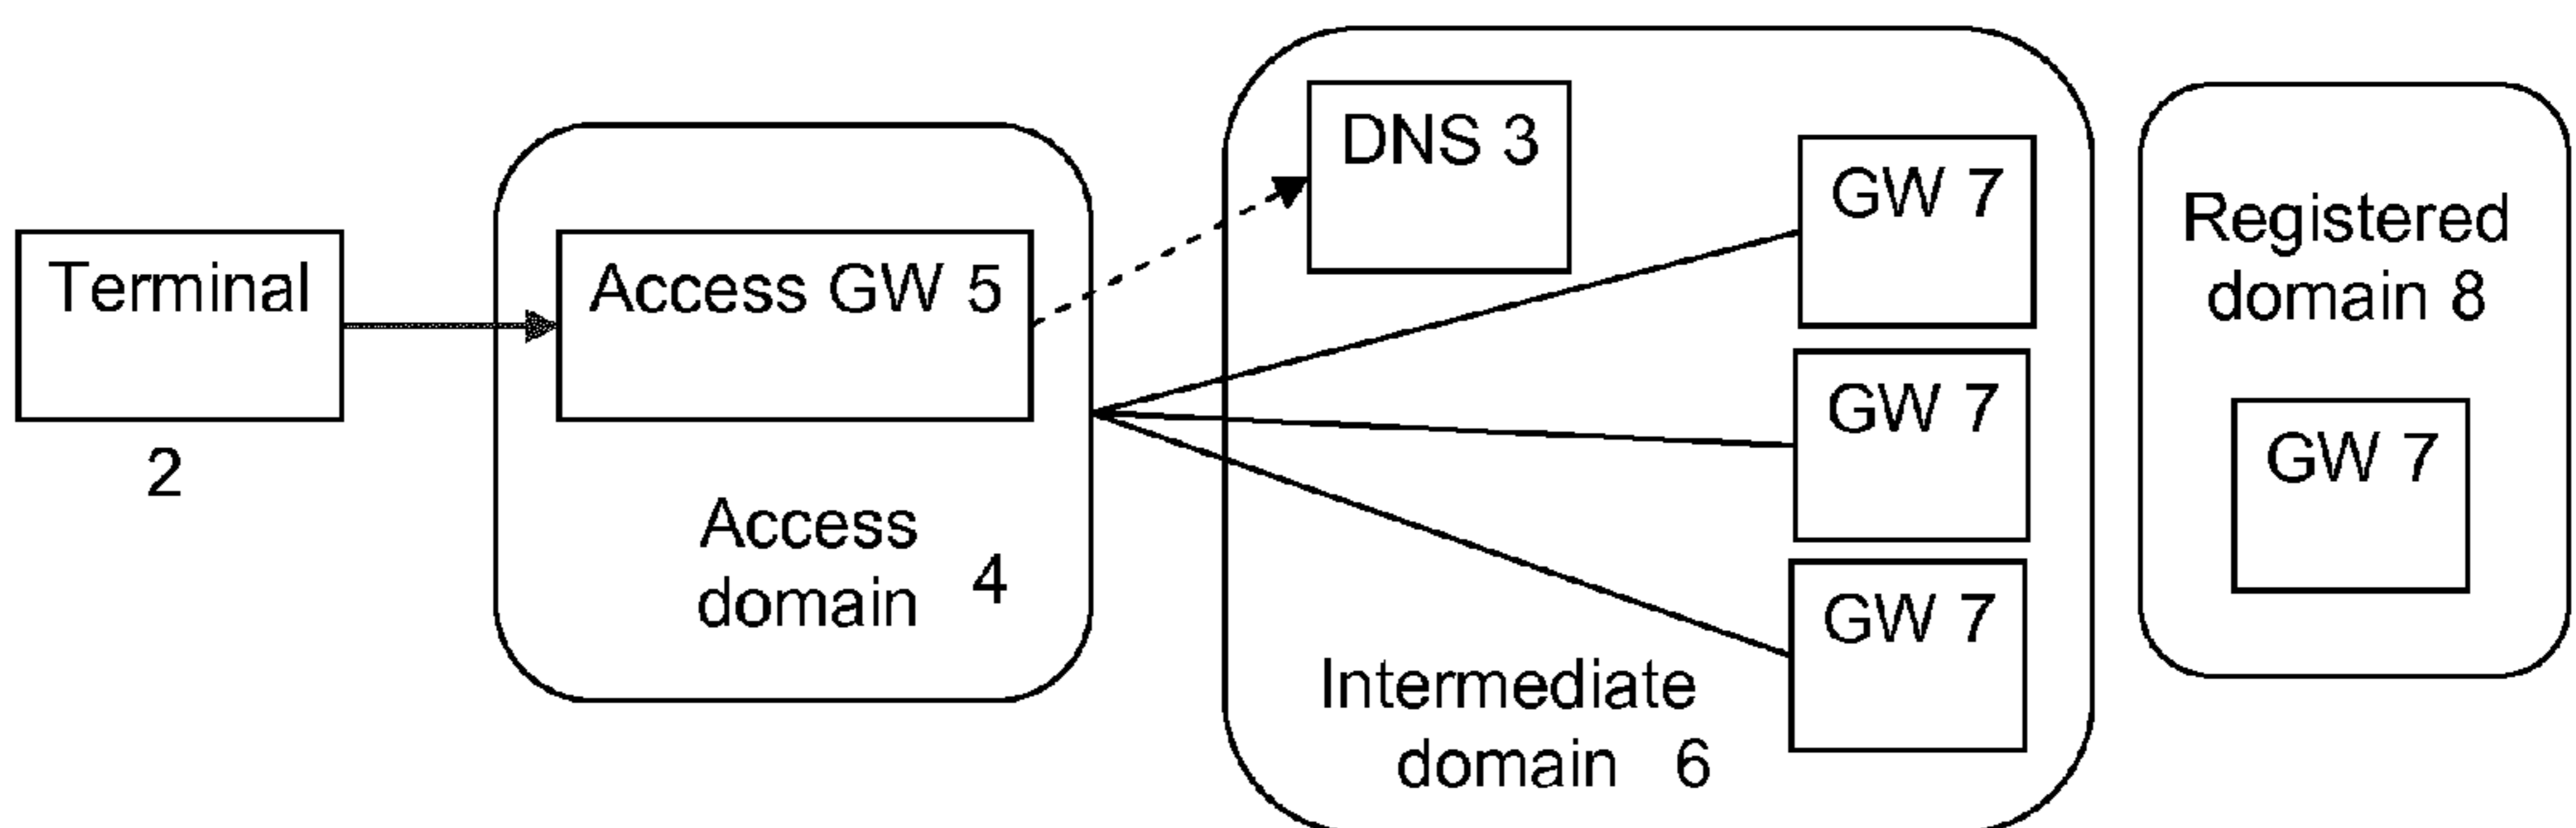 Terminal
2
Access GW 5
Access
domain 4
DNS 3
GW 7
GW 7
GW 7
Intermediate
domain 6
Registered
domain 8
GW 7